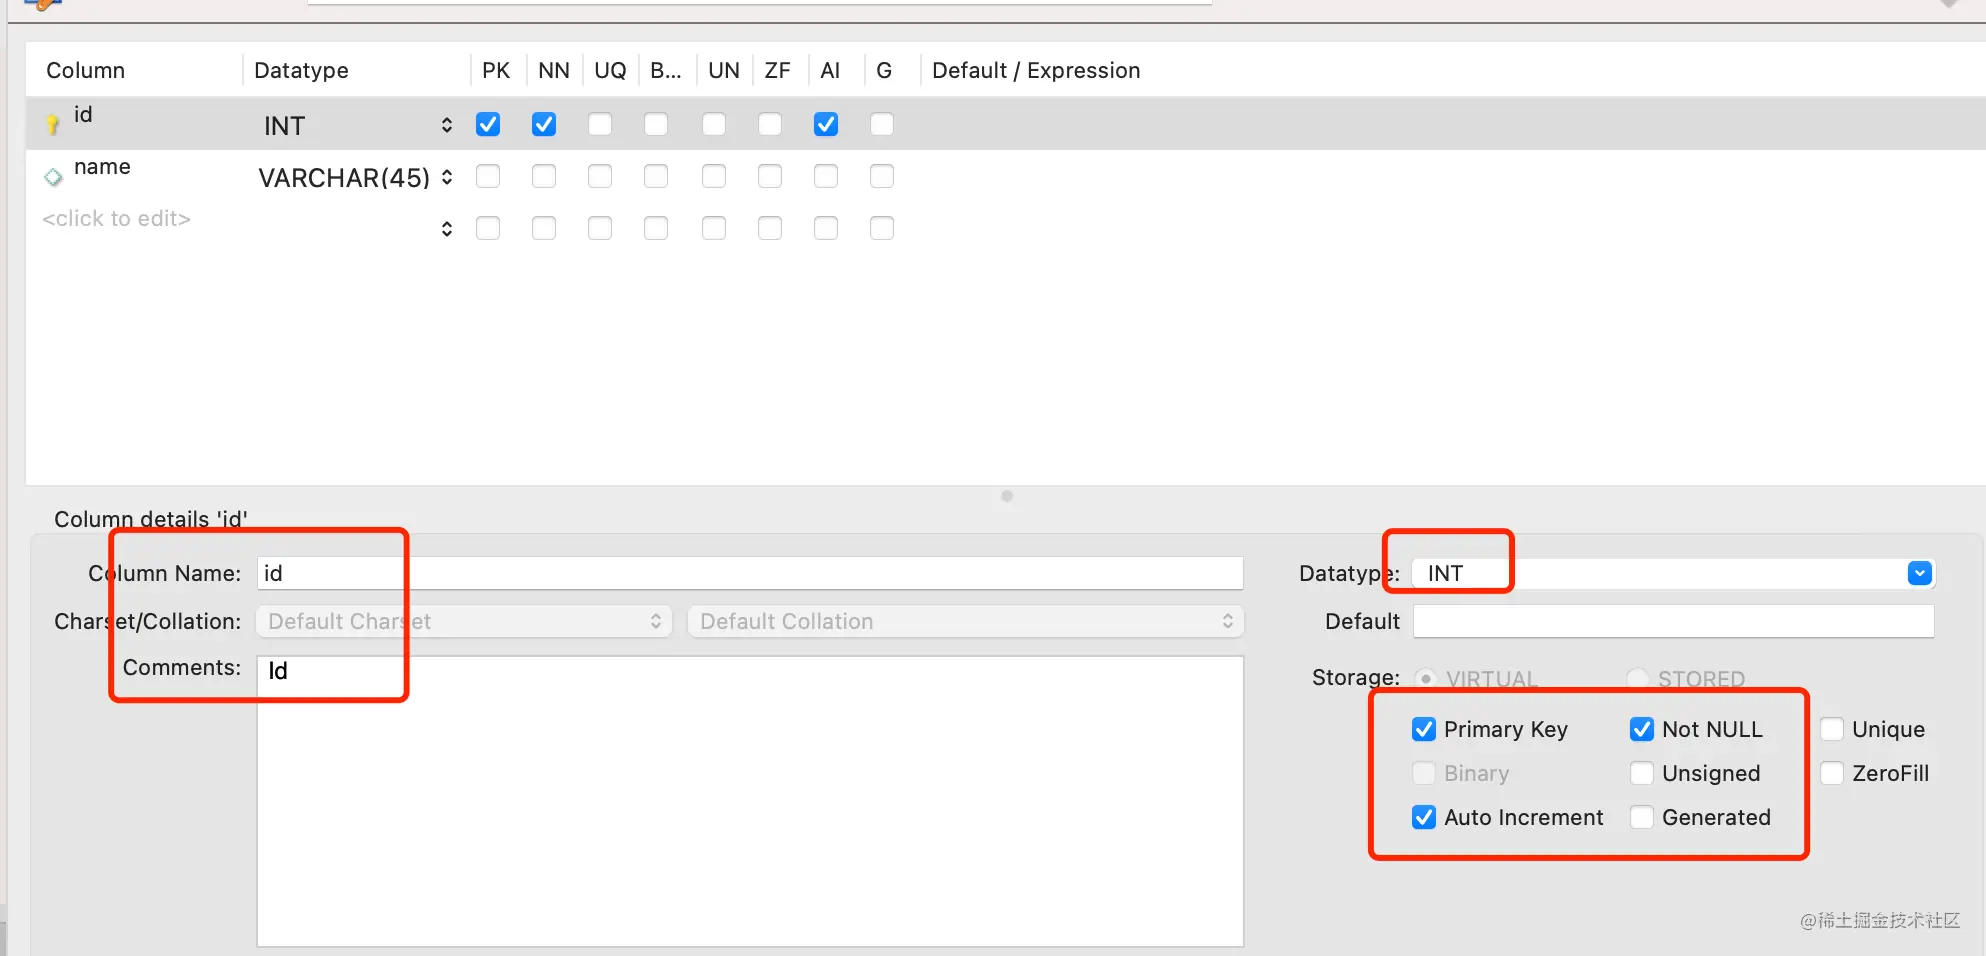 Column Datatype PK NN UQ B... UN ZF AI G Default / Expression
id INT
name VARCHAR(45)
<click to edit>
Column details 'id'
Column Name: id Datatype: INT
Charset/Collation: Default Charset Default Collation Default
Comments: Id Storage: VIRTUAL STORED
Primary Key Not NULL Unique
Binary Unsigned ZeroFill
Auto Increment Generated
@稀土掘金技术社区